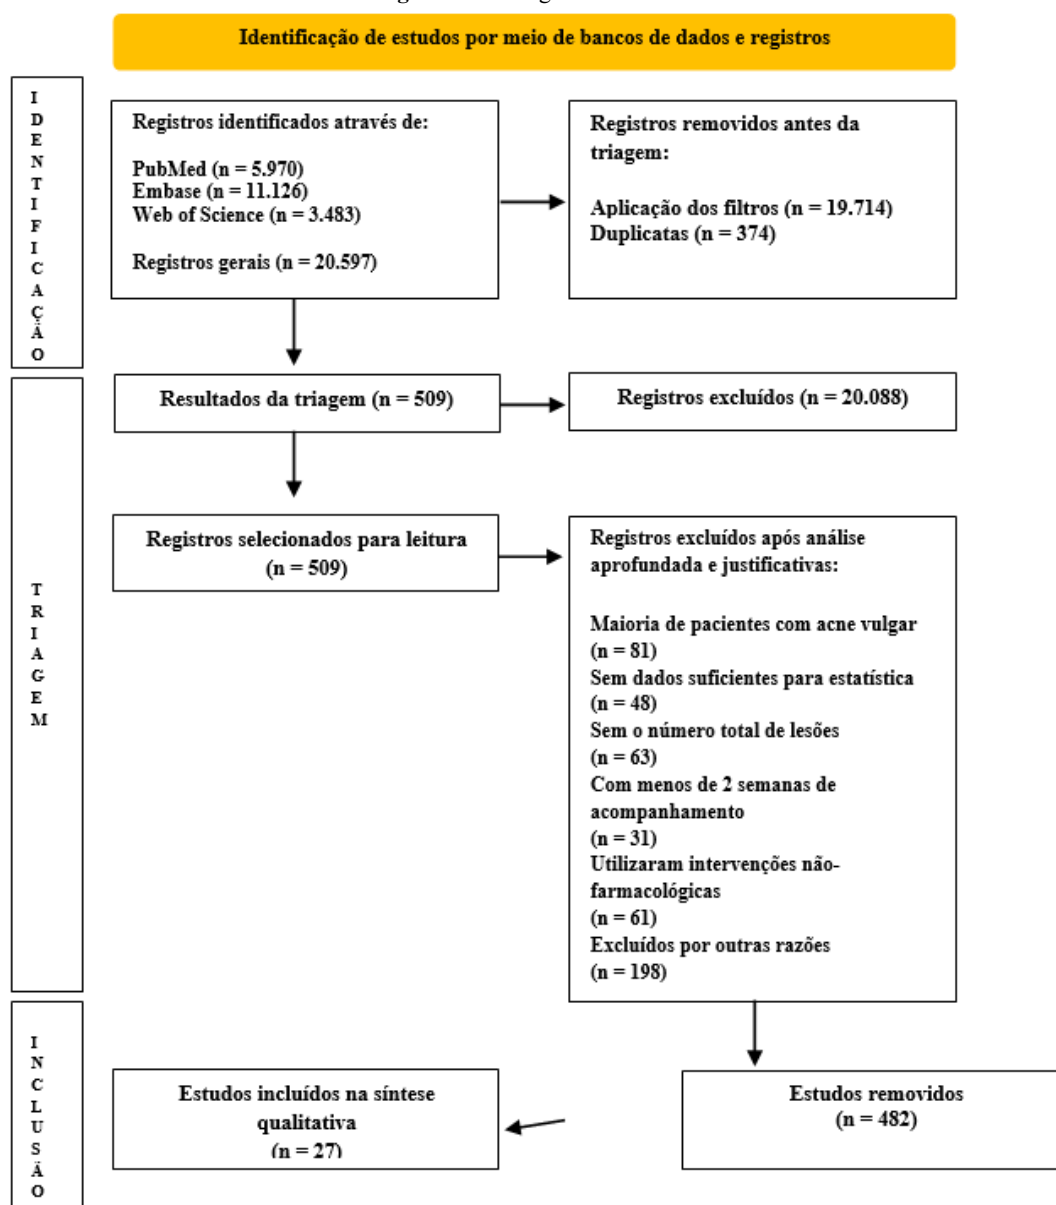 Identificação de estudos por meio de bancos de dados e registros
IDENTIFICAÇÃO
Registros identificados através de:
PubMed (n = 5.970)
Embase (n = 11.126)
Web of Science (n = 3.483)
Registros gerais (n = 20.597)
Registros removidos antes da
triagem:
Aplicação dos filtros (n = 19.714)
Duplicatas (n = 374)
TRIAGEM
Resultados da triagem (n = 509)
Registros excluídos (n = 20.088)
Registros selecionados para leitura
(n = 509)
Registros excluídos após análise
aprofundada e justificativas:
Maioria de pacientes com acne vulgar
(n = 81)
Sem dados suficientes para estatística
(n = 48)
Sem o número total de lesões
(n = 63)
Com menos de 2 semanas de
acompanhamento
(n = 31)
Utilizaram intervenções não-
farmacológicas
(n = 61)
Excluídos por outras razões
(n = 198)
INCLUSÃO
Estudos incluídos na síntese
qualitativa
(n = 27)
Estudos removidos
(n = 482)